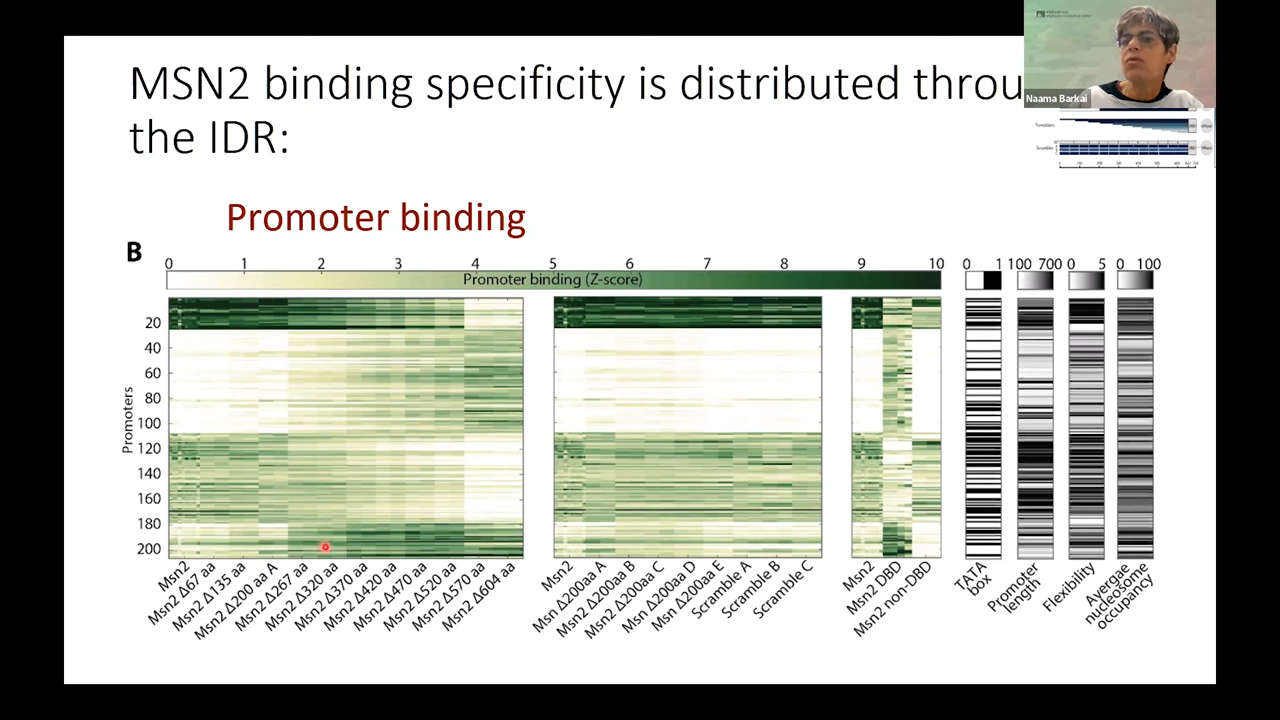 MSN2 binding specificity is distributed throu
the IDR:
Naama Barkai
Truncations
Scramble
Promoter binding
B
0 1 2 3 4 5 6 7 8 9 10
Promoter binding (Z-score)
0 1 100 700 0 5 0 100
Promoters
20
40
60
80
100
120
140
160
180
200
Msn2
Msn2 Δ67 aa
Msn2 Δ135 aa
Msn2 Δ200 aa A
Msn2 Δ267 aa
Msn2 Δ320 aa
Msn2 Δ370 aa
Msn2 Δ420 aa
Msn2 Δ470 aa
Msn2 Δ520 aa
Msn2 Δ570 aa
Msn2 Δ604 aa
Msn2
Msn Δ200aa A
Msn2 Δ200aa B
Msn2 Δ200aa C
Msn2 Δ200aa D
Msn2 Δ200aa E
Scramble A
Scramble B
Scramble C
Msn2
Msn2 DBD
Msn2 non-DBD
TATA
box
Promoter
length
Flexibility
Avergae
nucleosome
occupancy